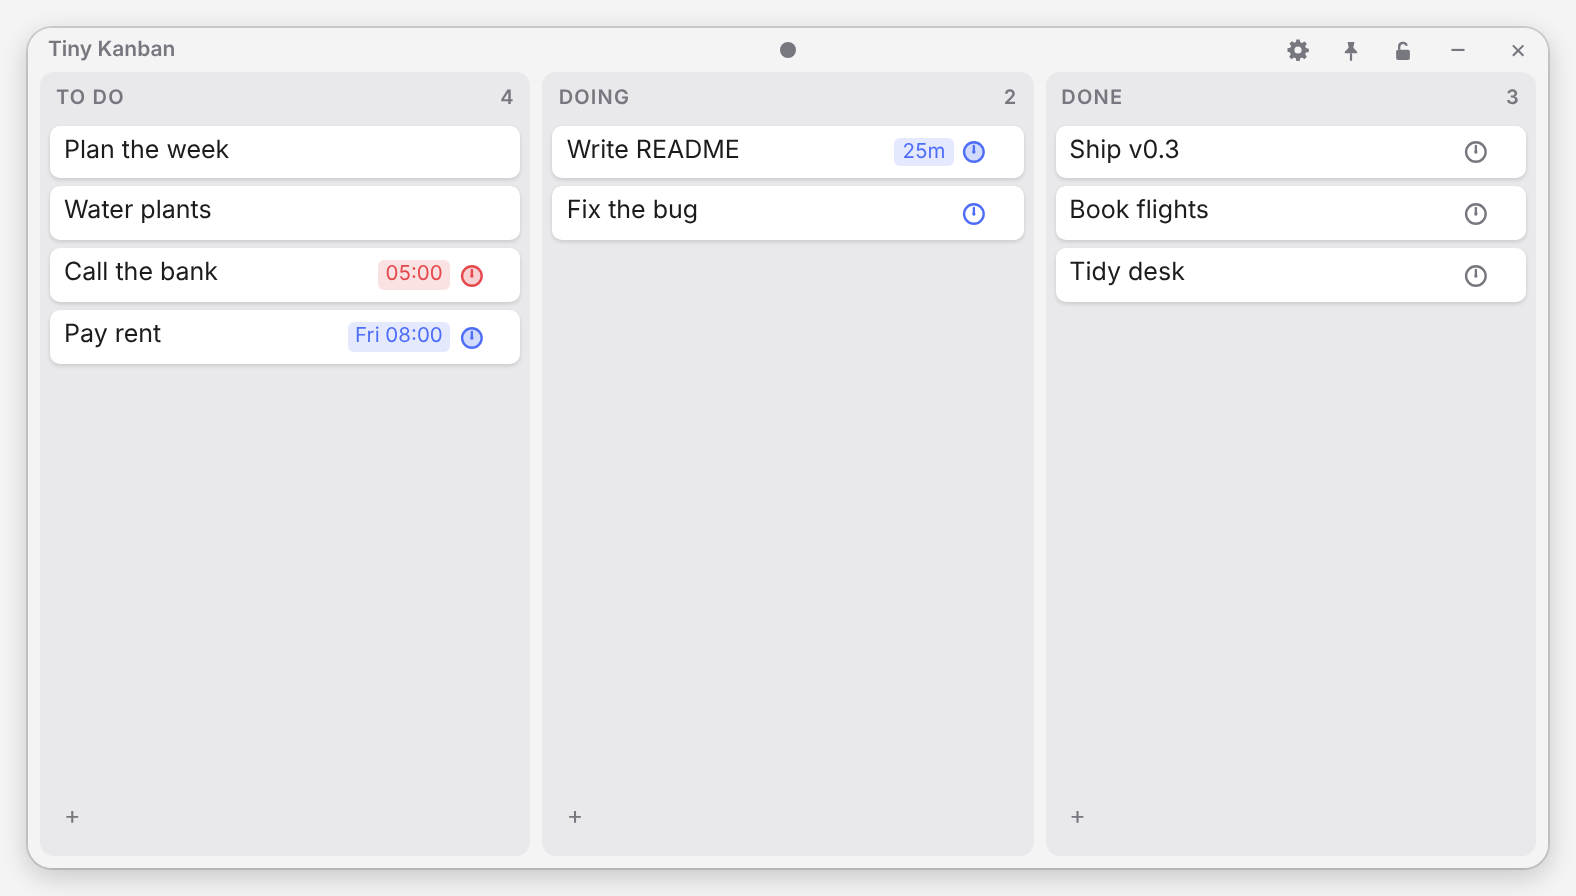 Tiny Kanban
TO DO 4
Plan the week
Water plants
Call the bank 05:00
Pay rent Fri 08:00
+
DOING 2
Write README 25m
Fix the bug
+
DONE 3
Ship v0.3
Book flights
Tidy desk
+